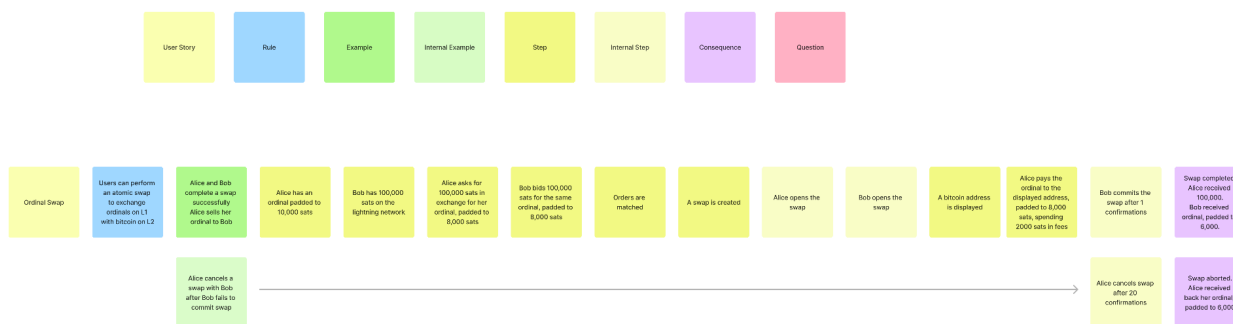 User Story
Rule
Example
Internal Example
Step
Internal Step
Consequence
Question
Ordinal Swap
Users can perform
an atomic swap
to exchange
ordinals on L1
with bitcoin on L2
Alice and Bob
complete a swap
successfully
Alice sells her
ordinal to Bob
Alice has an
ordinal padded to
10,000 sats
Bob has 100,000
sats on the
lightning network
Alice asks for
100,000 sats in
exchange for her
ordinal, padded to
8,000 sats
Bob bids 100,000
sats for the same
ordinal, padded to
8,000 sats
Orders are
matched
A swap is created
Alice opens the
swap
Bob opens the
swap
A bitcoin address
is displayed
Alice pays the
ordinal to the
displayed address,
padded to 8,000
sats, spending
2000 sats in fees
Bob commits the
swap after 1
confirmations
Swap completed
Alice received
100,000.
Bob received
ordinal, padded t
6,000.
Alice cancels a
swap with Bob
after Bob fails to
commit swap
Alice cancels swap
after 20
confirmations
Swap aborted.
Alice received
back her ordinal,
padded to 6,000